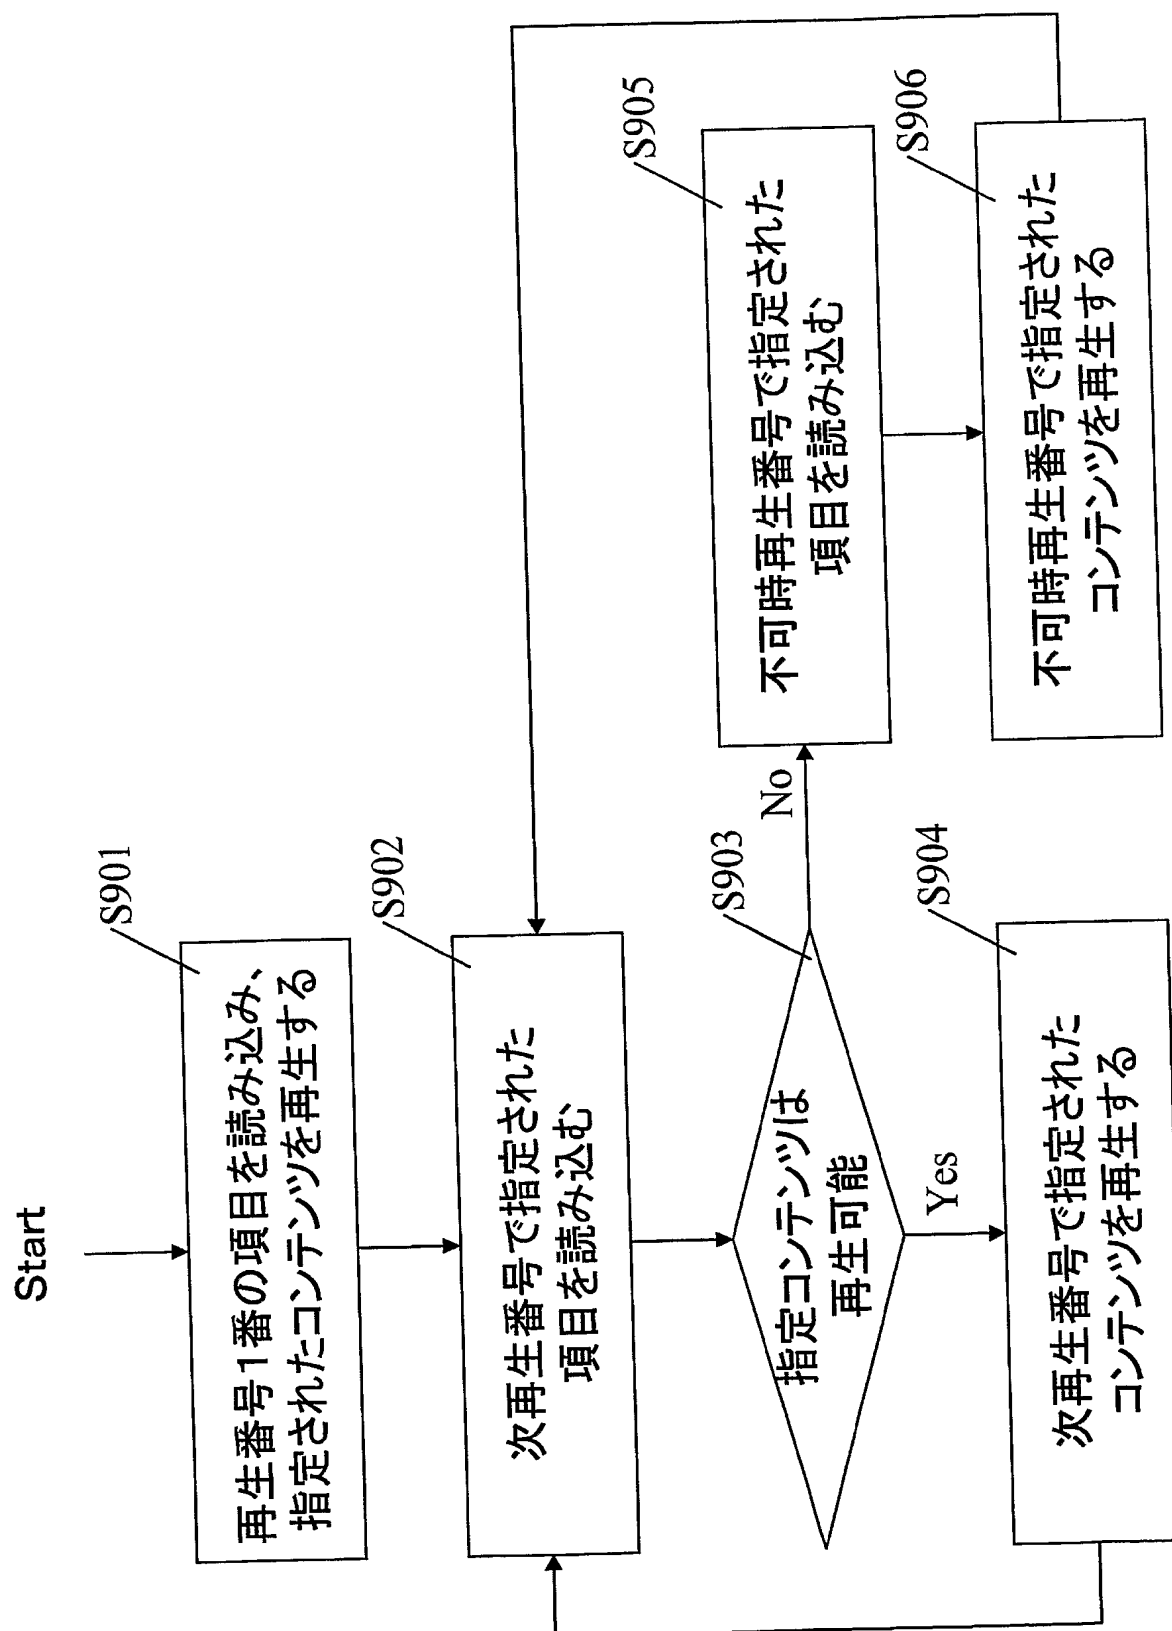 Start
S901
再生番号1番の項目を読み込み、
指定されたコンテンツを再生する
S902
次再生番号で指定された
項目を読み込む
S903
指定コンテンツは
再生可能
No
Yes
S904
次再生番号で指定された
コンテンツを再生する
S905
不可時再生番号で指定された
項目を読み込む
S906
不可時再生番号で指定された
コンテンツを再生する